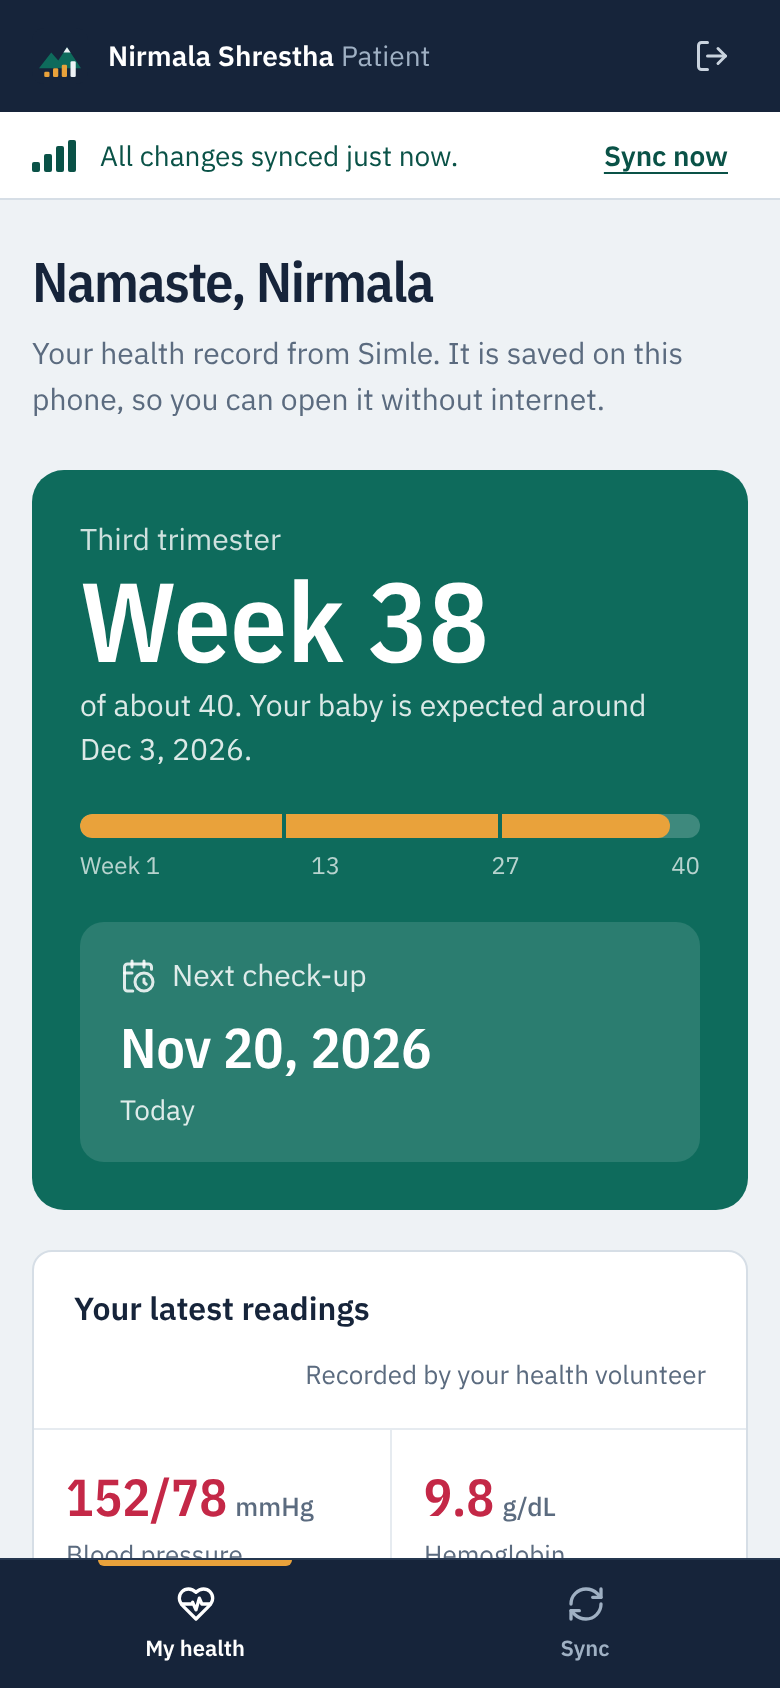 Nirmala Shrestha Patient
All changes synced just now.
Sync now
Namaste, Nirmala
Your health record from Simle. It is saved on this
phone, so you can open it without internet.
Third trimester
Week 38
of about 40. Your baby is expected around
Dec 3, 2026.
Week 1 13 27 40
Next check-up
Nov 20, 2026
Today
Your latest readings
Recorded by your health volunteer
152/78 mmHg
Blood pressure
9.8 g/dL
Hemoglobin
My health
Sync